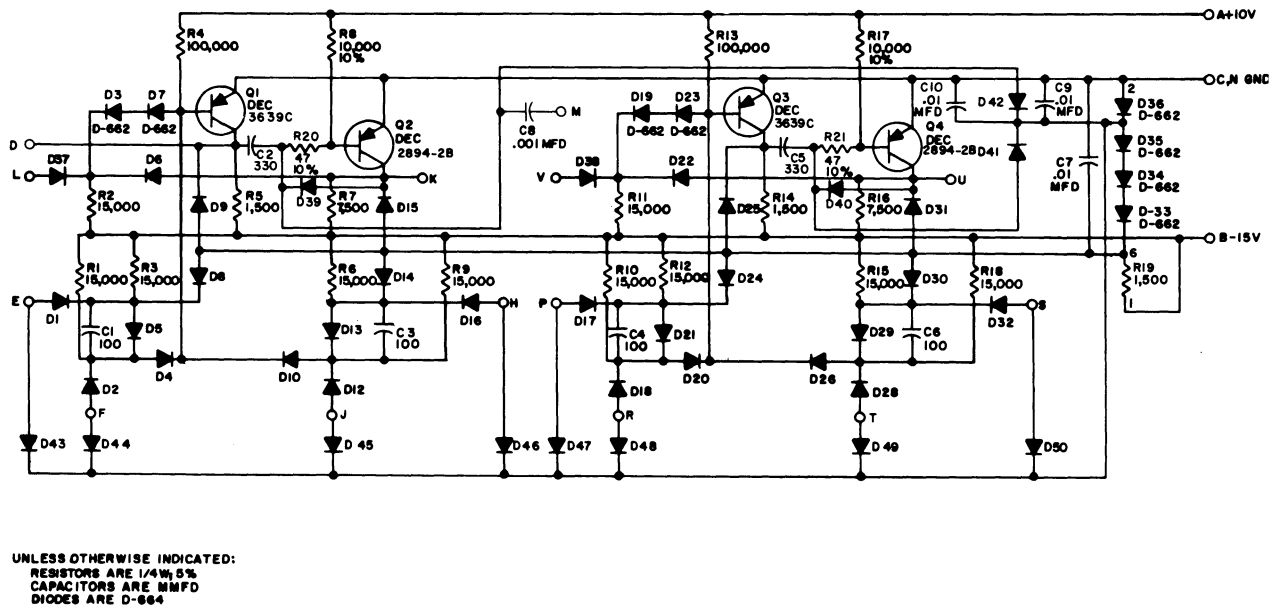 A+10V
R4
100,000
R8
10,000
10%
R13
100,000
R17
10,000
10%
C,N GND
D3
D7
D-662
D-662
Q1
DEC
3639C
C8
.001MFD
M
D19
D23
D-662
D-662
Q3
DEC
3639C
C10
.01
MFD
D42
C9
.01
MFD
2
D36
D-662
D
C2
330
R20
47
10%
Q2
DEC
2894-2B
C5
330
R21
47
10%
Q4
DEC
2894-2B
D41
D35
D-662
C7
.01
MFD
D34
D-662
L
D37
D6
K
V
D38
D22
U
R2
15,000
D9
R5
1,500
D39
R7
7,500
D15
R11
15,000
D25
R14
1,500
D40
R16
7,500
D31
D-33
D-662
B-15V
R1
15,000
R3
15,000
D8
R6
15,000
D14
R9
15,000
R10
15,000
R12
15,000
D24
R15
15,000
D30
R18
15,000
6
R19
1,500
1
E
D1
C1
100
D5
D13
C3
100
D16
H
P
D17
C4
100
D21
D29
C6
100
D32
S
D4
D10
D20
D26
D2
D12
D18
D28
F
J
R
T
D43
D44
D45
D46
D47
D48
D49
D50
UNLESS OTHERWISE INDICATED:
RESISTORS ARE 1/4W, 5%
CAPACITORS ARE MMFD
DIODES ARE D-664